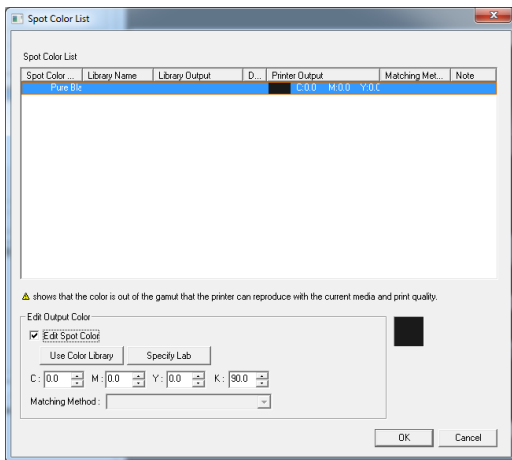 Spot Color List
Spot Color List
Spot Color ... Library Name Library Output D... Printer Output Matching Met... Note
Pure Bla C:0.0 M:0.0 Y:0.0
shows that the color is out of the gamut that the printer can reproduce with the current media and print quality.
Edit Output Color
Edit Spot Color
Use Color Library Specify Lab
C : 0.0 M : 0.0 Y : 0.0 K : 90.0
Matching Method :
OK Cancel